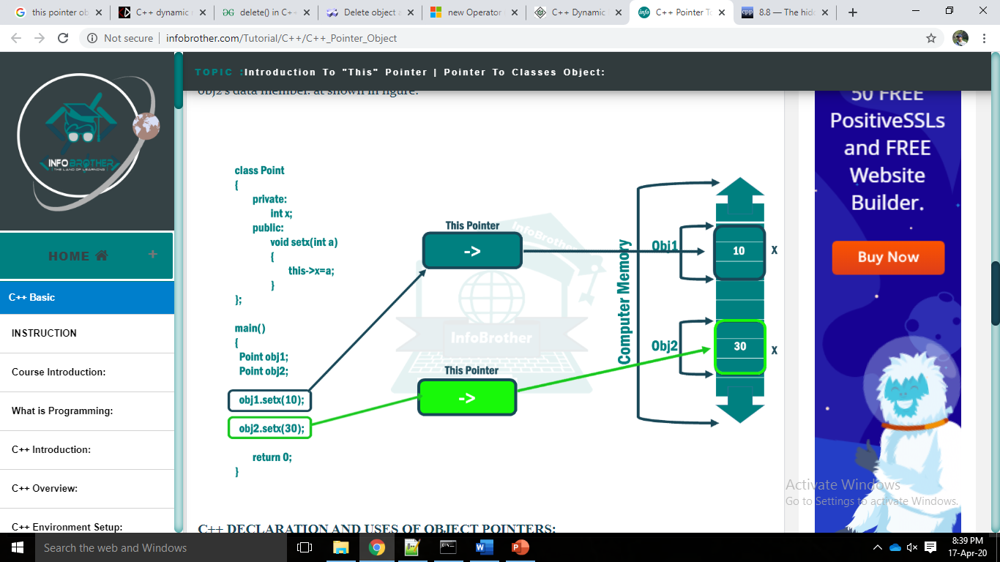 this pointer ob
C++ dynamic
delete() in C++
Delete object a
new Operator
C++ Dynamic
C++ Pointer To
8.8 — The hidd
Not secure
infobrother.com/Tutorial/C++/C++_Pointer_Object
TOPIC :Introduction To "This" Pointer | Pointer To Classes Object:
obj2's data member. at shown in figure.
INFOBROTHER
THE LAND OF LEARNING
HOME
+
C++ Basic
INSTRUCTION
Course Introduction:
What is Programming:
C++ Introduction:
C++ Overview:
C++ Environment Setup:
class Point
{
private:
int x;
public:
void setx(int a)
{
this->x=a;
}
};
main()
{
Point obj1;
Point obj2;
obj1.setx(10);
obj2.setx(30);
return 0;
}
This Pointer
->
This Pointer
->
InfoBrother
InfoBrother
Computer Memory
Obj1
10
X
Obj2
30
X
C++ DECLARATION AND USES OF OBJECT POINTERS:
50 FREE
PositiveSSLs
and FREE
Website
Builder.
Buy Now
Activate Windows
Go to Settings to activate Windows.
Search the web and Windows
8:39 PM
17-Apr-20